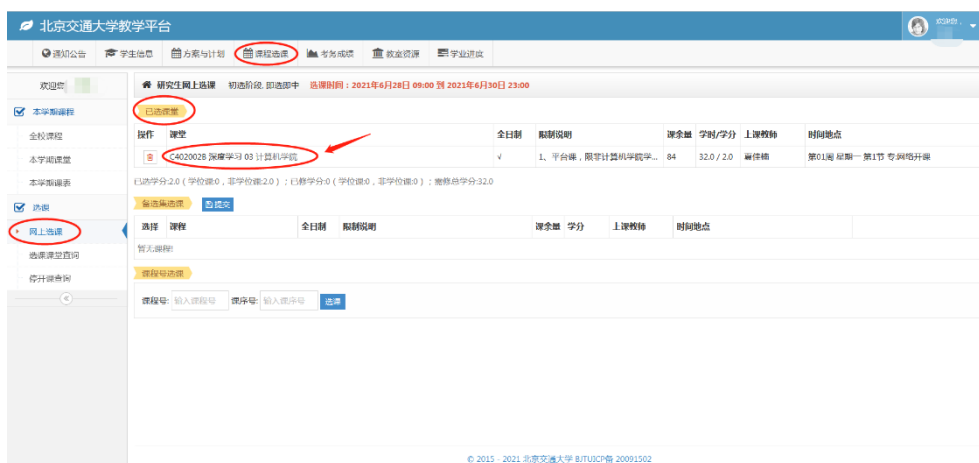 北京交通大学教学平台
欢迎您，
通知公告 学生信息 方案与计划 课程选课 考务成绩 教室资源 学业进度
欢迎您
研究生网上选课 初选阶段, 即选即中 选课时间：2021年6月28日 09:00 到 2021年6月30日 23:00
本学期课程
已选课堂
全校课程
操作 课堂 全日制 限制说明 课余量 学时/学分 上课教师 时间地点
本学期课堂
C402002B 深度学习 03 计算机学院 √ 1、平台课，限非计算机学院学... 84 32.0 / 2.0 第01周 星期一 第1节 专:网络开课
本学期课表
已选学分:2.0 ( 学位课:0，非学位课:2.0 )；已修学分:0 ( 学位课:0，非学位课:0 )；需修总学分:32.0
选课
备选集选课 提交
网上选课
选择 课程 全日制 限制说明 课余量 学分 上课教师 时间地点
选课课堂查询
暂无课程!
停开课查询
课程号选课
课程号: 输入课程号 课序号: 输入课序号 选课
© 2015 - 2021 北京交通大学 BJTUICP备 20091502